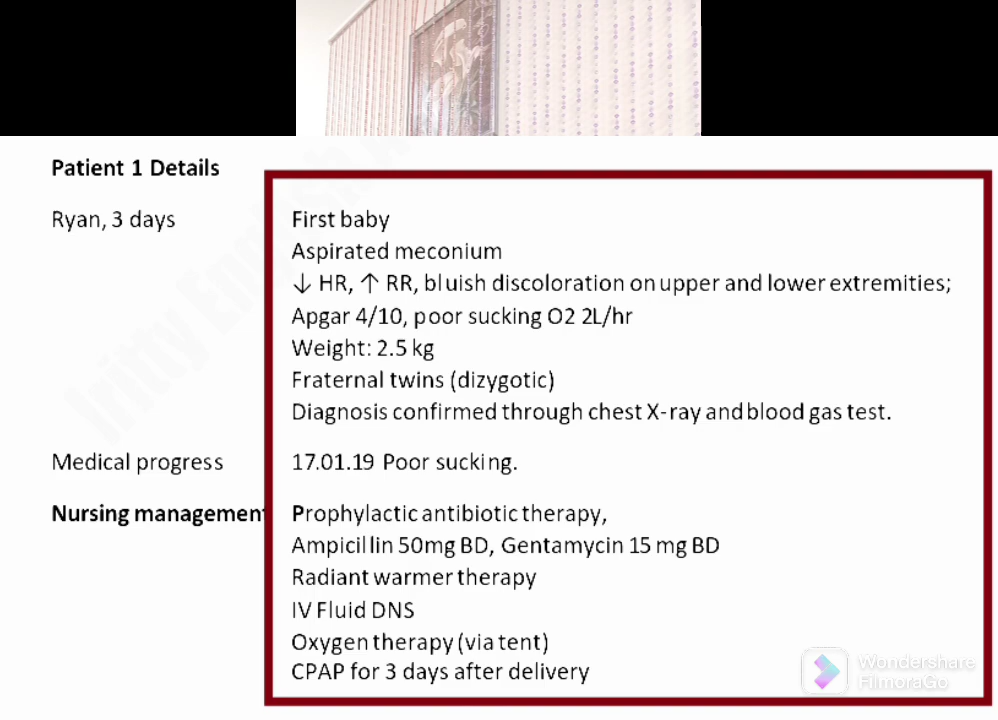 Patient 1 Details
Ryan, 3 days
First baby
Aspirated meconium
↓ HR, ↑ RR, bluish discoloration on upper and lower extremities;
Apgar 4/10, poor sucking O2 2L/hr
Weight: 2.5 kg
Fraternal twins (dizygotic)
Diagnosis confirmed through chest X-ray and blood gas test.
Medical progress
17.01.19 Poor sucking.
Nursing management
Prophylactic antibiotic therapy,
Ampicillin 50mg BD, Gentamycin 15 mg BD
Radiant warmer therapy
IV Fluid DNS
Oxygen therapy (via tent)
CPAP for 3 days after delivery
Wondershare
FilmoraGo